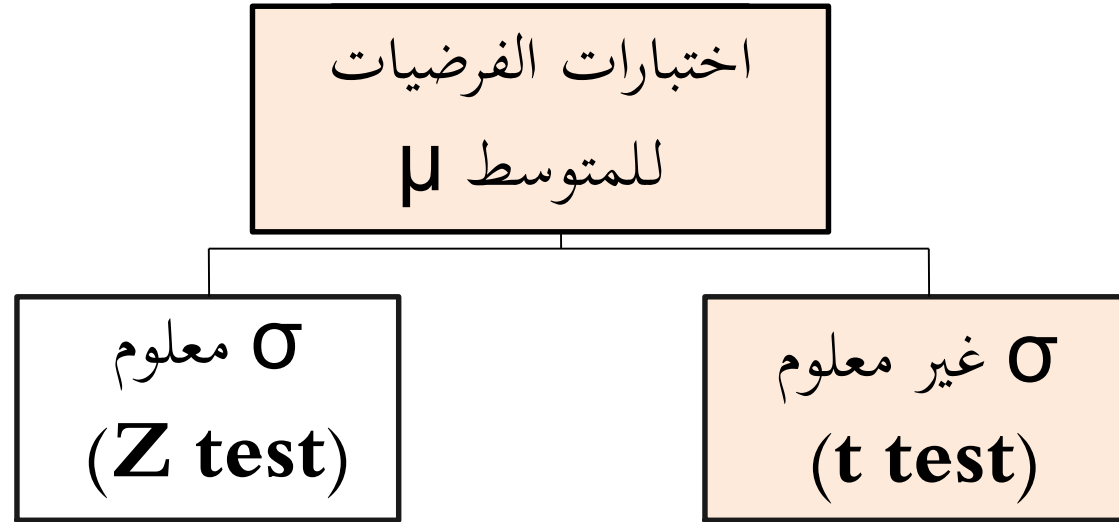 اختبارات الفرضيات
للمتوسط μ
σ غير معلوم
(t test)
σ معلوم
(Z test)